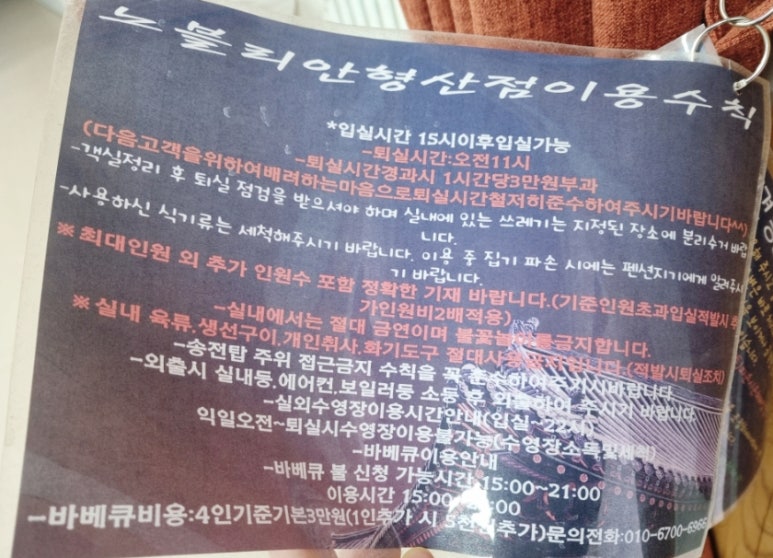 노블리안형산점이용수칙
*입실시간 15시이후입실가능
-퇴실시간:오전11시
-퇴실시간경과시 1시간당3만원부과
(다음고객을위하여배려하는마음으로퇴실시간철저히준수하여주시기바랍니다^^)
-객실정리 후 퇴실 점검을 받으셔야 하며 실내에 있는 쓰레기는 지정된 장소에 분리수거 바랍
니다.
-사용하신 식기류는 세척해주시기 바랍니다. 이용 중 집기 파손 시에는 펜션지기에게 알려주시
기 바랍니다.
※ 최대인원 외 추가 인원수 포함 정확한 기재 바랍니다.(기준인원초과입실적발시 추
가인원비2배적용)
-실내에서는 절대 금연이며 불꽃놀이를금지합니다.
※ 실내 육류,생선구이,개인취사,화기도구 절대사용 (적발시퇴실조치)
-송전탑 주위 접근금지 수칙을 꼭 준수하여주기시바랍니다
-외출시 실내등,에어컨,보일러등 소등 후 외출하여 주시기 바랍니다
-실외수영장이용시간안내(입실~22시)
익일오전~퇴실시수영장이용불가능(수영장소독및세척)
-바베큐이용안내
-바베큐 불 신청 가능시간 15:00~21:00
이용시간 15:00~
-바베큐비용:4인기준기본3만원(1인추가 시 5천원추가)문의전화:010-6700-